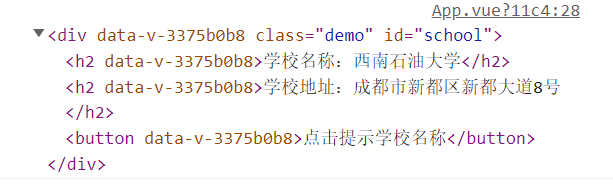 App.vue?11c4:28
▼<div data-v-3375b0b8 class="demo" id="school">
<h2 data-v-3375b0b8>学校名称：西南石油大学</h2>
<h2 data-v-3375b0b8>学校地址：成都市新都区新都大道8号
</h2>
<button data-v-3375b0b8>点击提示学校名称</button>
</div>